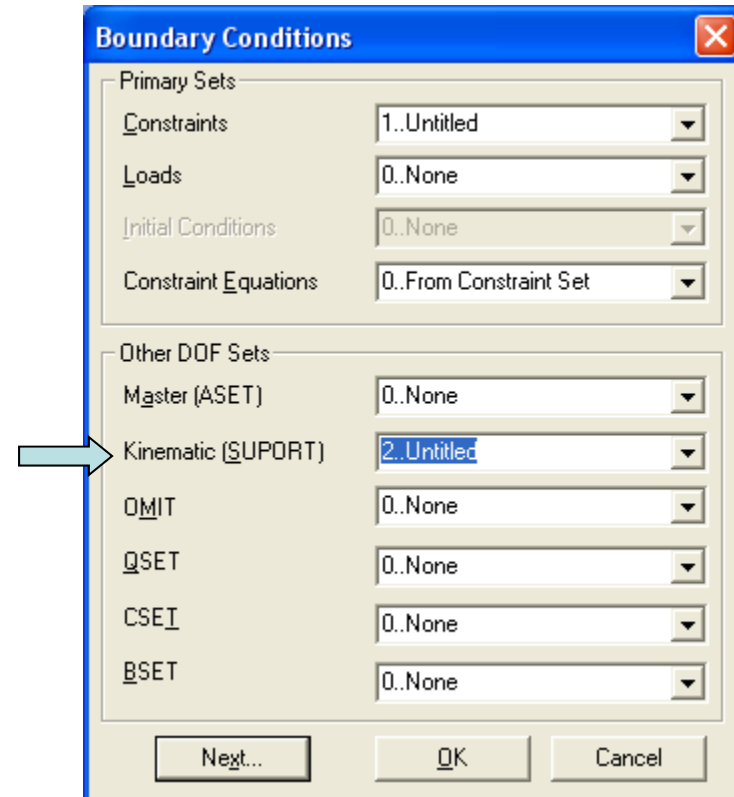 Boundary Conditions
Primary Sets
Constraints 1..Untitled
Loads 0..None
Initial Conditions 0..None
Constraint Equations 0..From Constraint Set
Other DOF Sets
Master (ASET) 0..None
Kinematic (SUPORT) 2..Untitled
OMIT 0..None
QSET 0..None
CSET 0..None
BSET 0..None
Next... OK Cancel